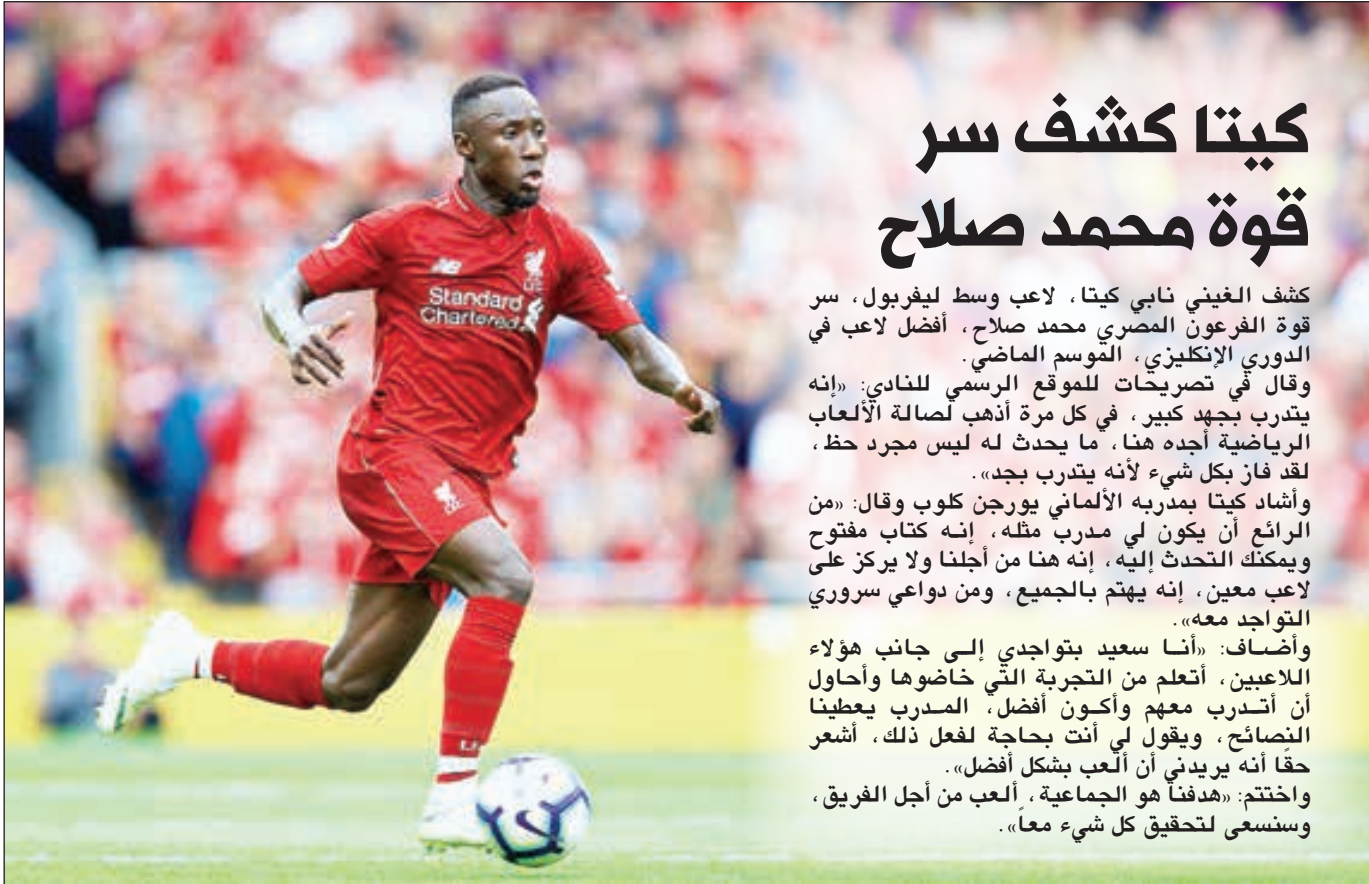 كيتا كشف سر
قوة محمد صلاح
كشف الغيني نابي كيتا، لاعب وسط ليفربول، سر
قوة الفرعون المصري محمد صلاح، أفضل لاعب في
الدوري الإنكليزي، الموسم الماضي.
وقال في تصريحات للموقع الرسمي للنادي: «إنه
يتدرب بجهد كبير، في كل مرة أذهب لصالة الألعاب
الرياضية أجده هنا، ما يحدث له ليس مجرد حظ،
لقد فاز بكل شيء لأنه يتدرب بجد».
وأشاد كيتا بمدربه الألماني يورجن كلوب وقال: «من
الرائع أن يكون لي مدرب مثله، إنه كتاب مفتوح
ويمكنك التحدث إليه، إنه هنا من أجلنا ولا يركز على
لاعب معين، إنه يهتم بالجميع، ومن دواعي سروري
التواجد معه».
وأضاف: «أنا سعيد بتواجدي إلى جانب هؤلاء
اللاعبين، أتعلم من التجربة التي خاضوها وأحاول
أن أتدرب معهم وأكون أفضل، المدرب يعطينا
النصائح، ويقول لي أنت بحاجة لفعل ذلك، أشعر
حقًا أنه يريدني أن ألعب بشكل أفضل».
واختتم: «هدفنا هو الجماعية، ألعب من أجل الفريق،
وسنسعى لتحقيق كل شيء معاً».
Standard
Chartered